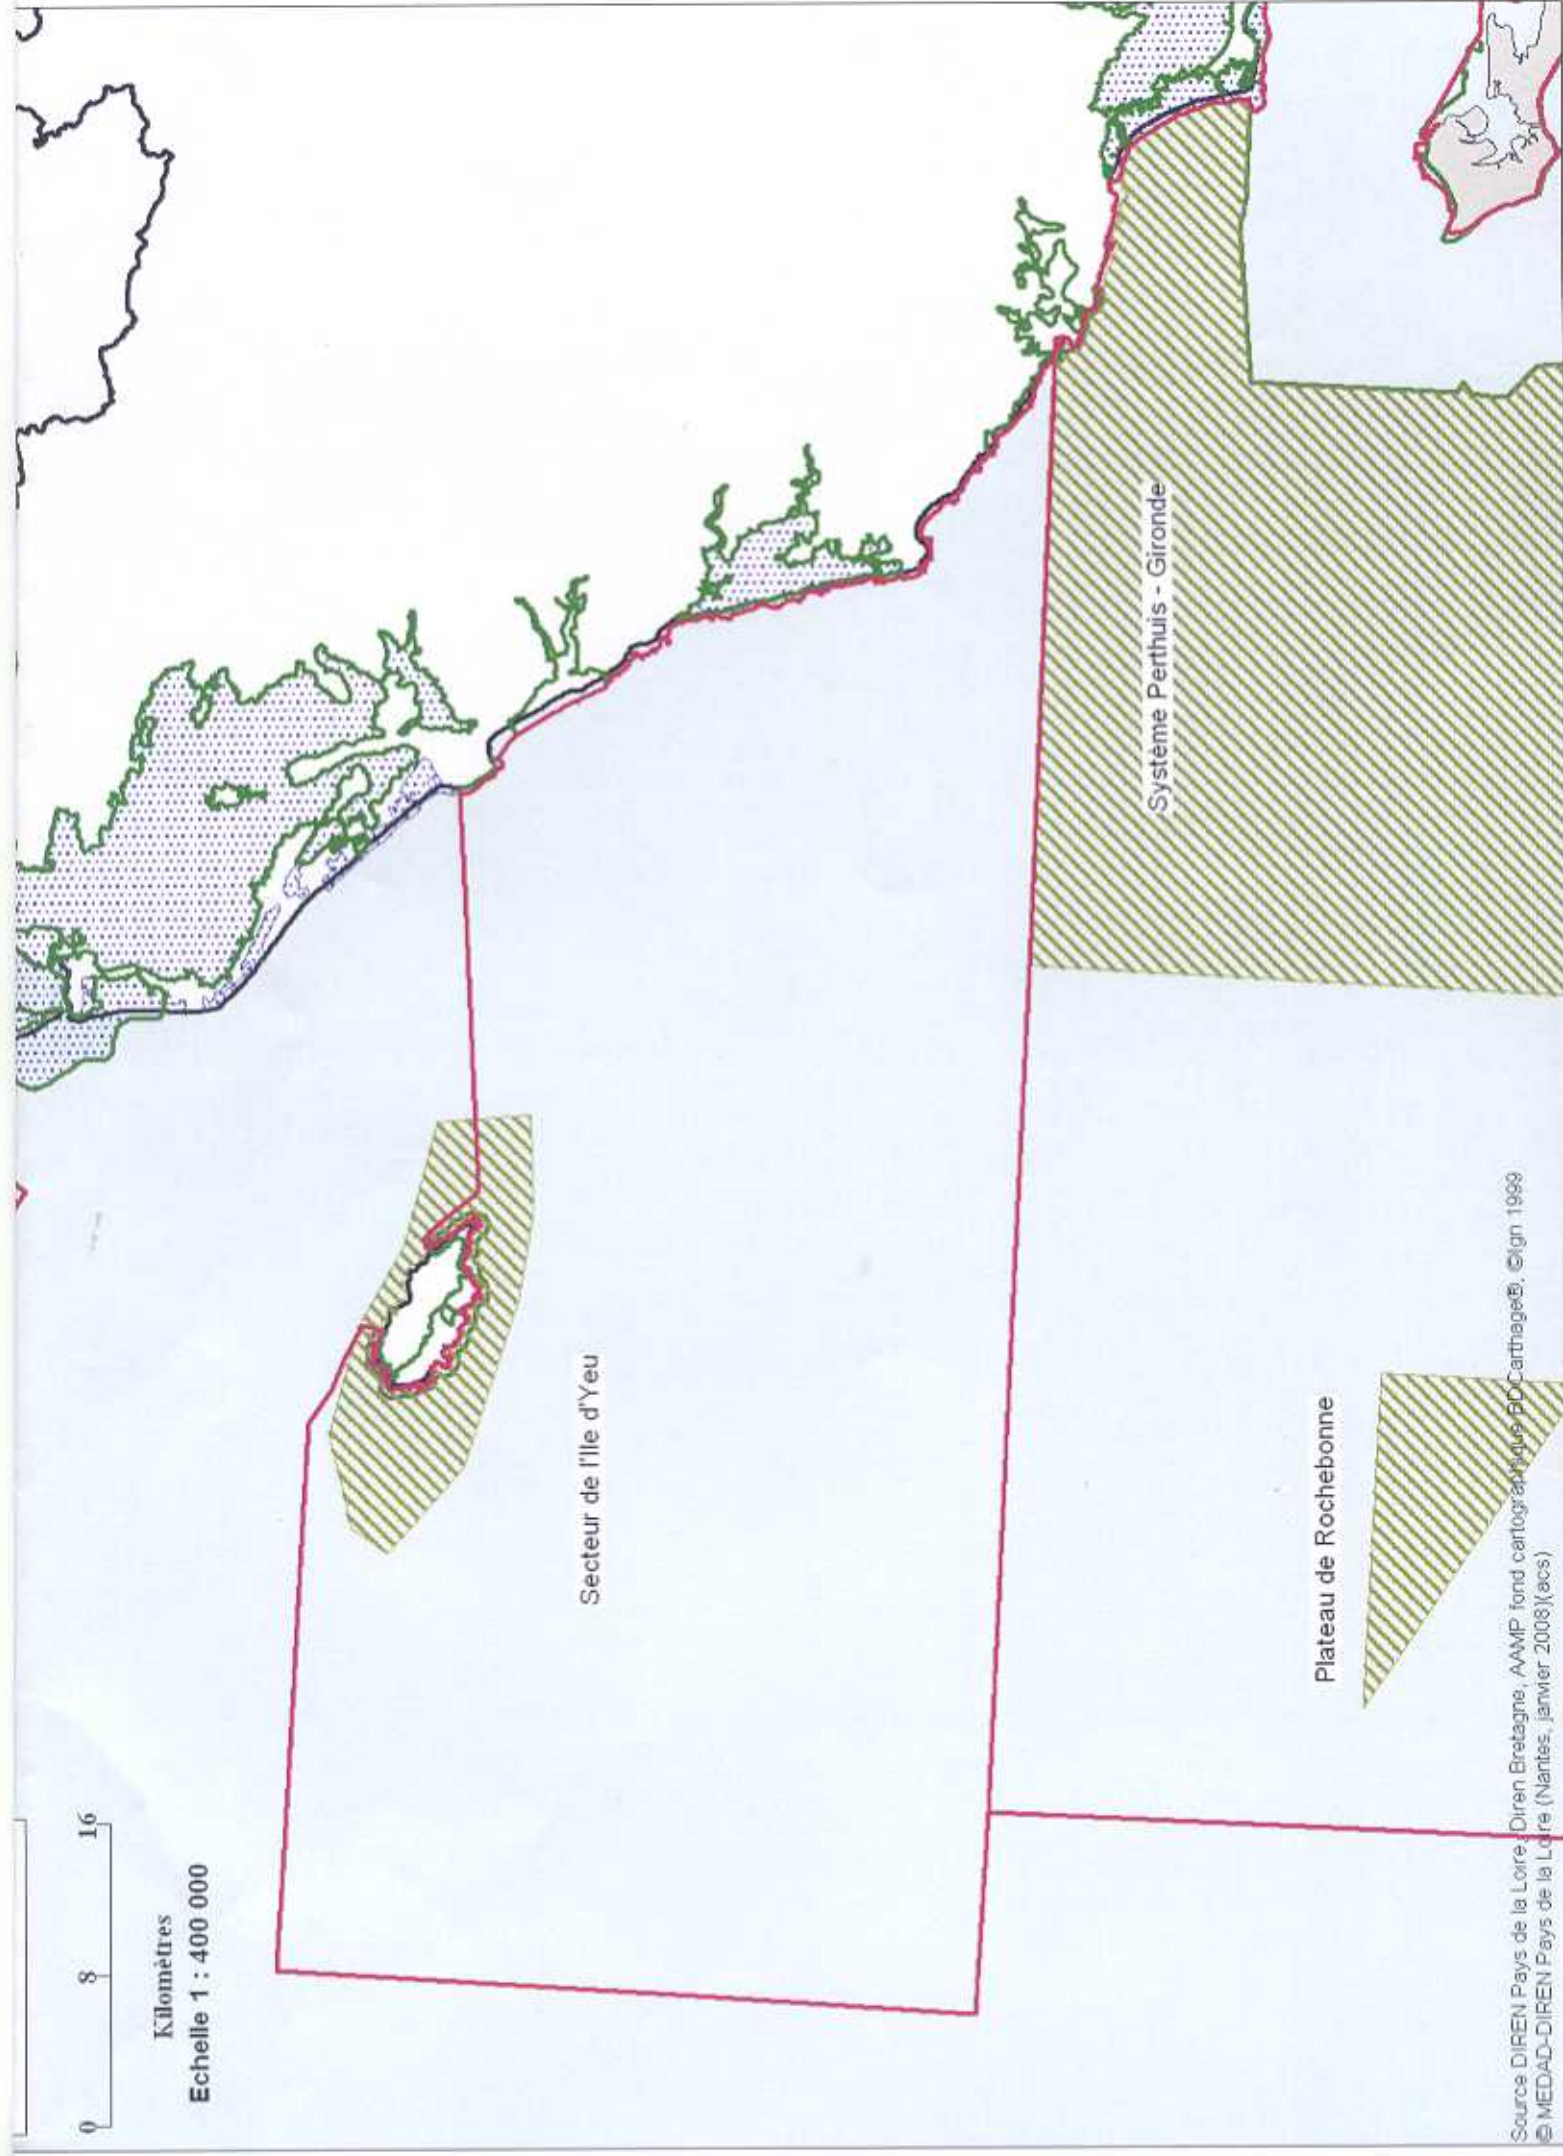 0 8 16
Kilomètres
Echelle 1 : 400 000
Secteur de l'Ile d'Yeu
Système Perthuis - Gironde
Plateau de Rochebonne
Source DIREN Pays de la Loire, Diren Bretagne, AAMP fond cartographique BDCarthage®, ©Ign 1999
© MEDAD-DIREN Pays de la Loire (Nantes, janvier 2008)(acs)